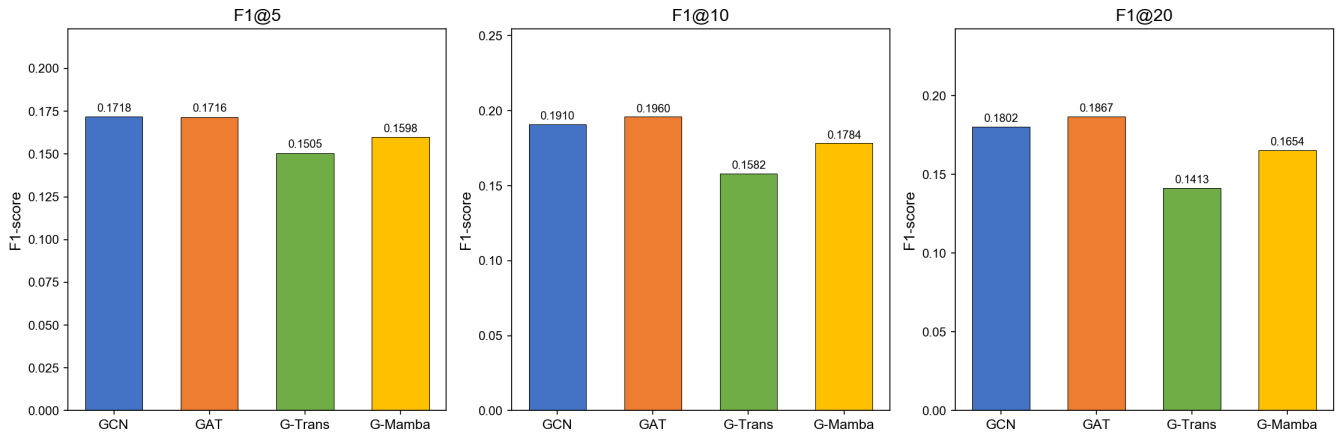 F1@5
F1-score
0.200
0.175
0.150
0.125
0.100
0.075
0.050
0.025
0.000
0.1718
0.1716
0.1505
0.1598
GCN
GAT
G-Trans
G-Mamba
F1@10
F1-score
0.25
0.20
0.15
0.10
0.05
0.00
0.1910
0.1960
0.1582
0.1784
GCN
GAT
G-Trans
G-Mamba
F1@20
F1-score
0.20
0.15
0.10
0.05
0.00
0.1802
0.1867
0.1413
0.1654
GCN
GAT
G-Trans
G-Mamba